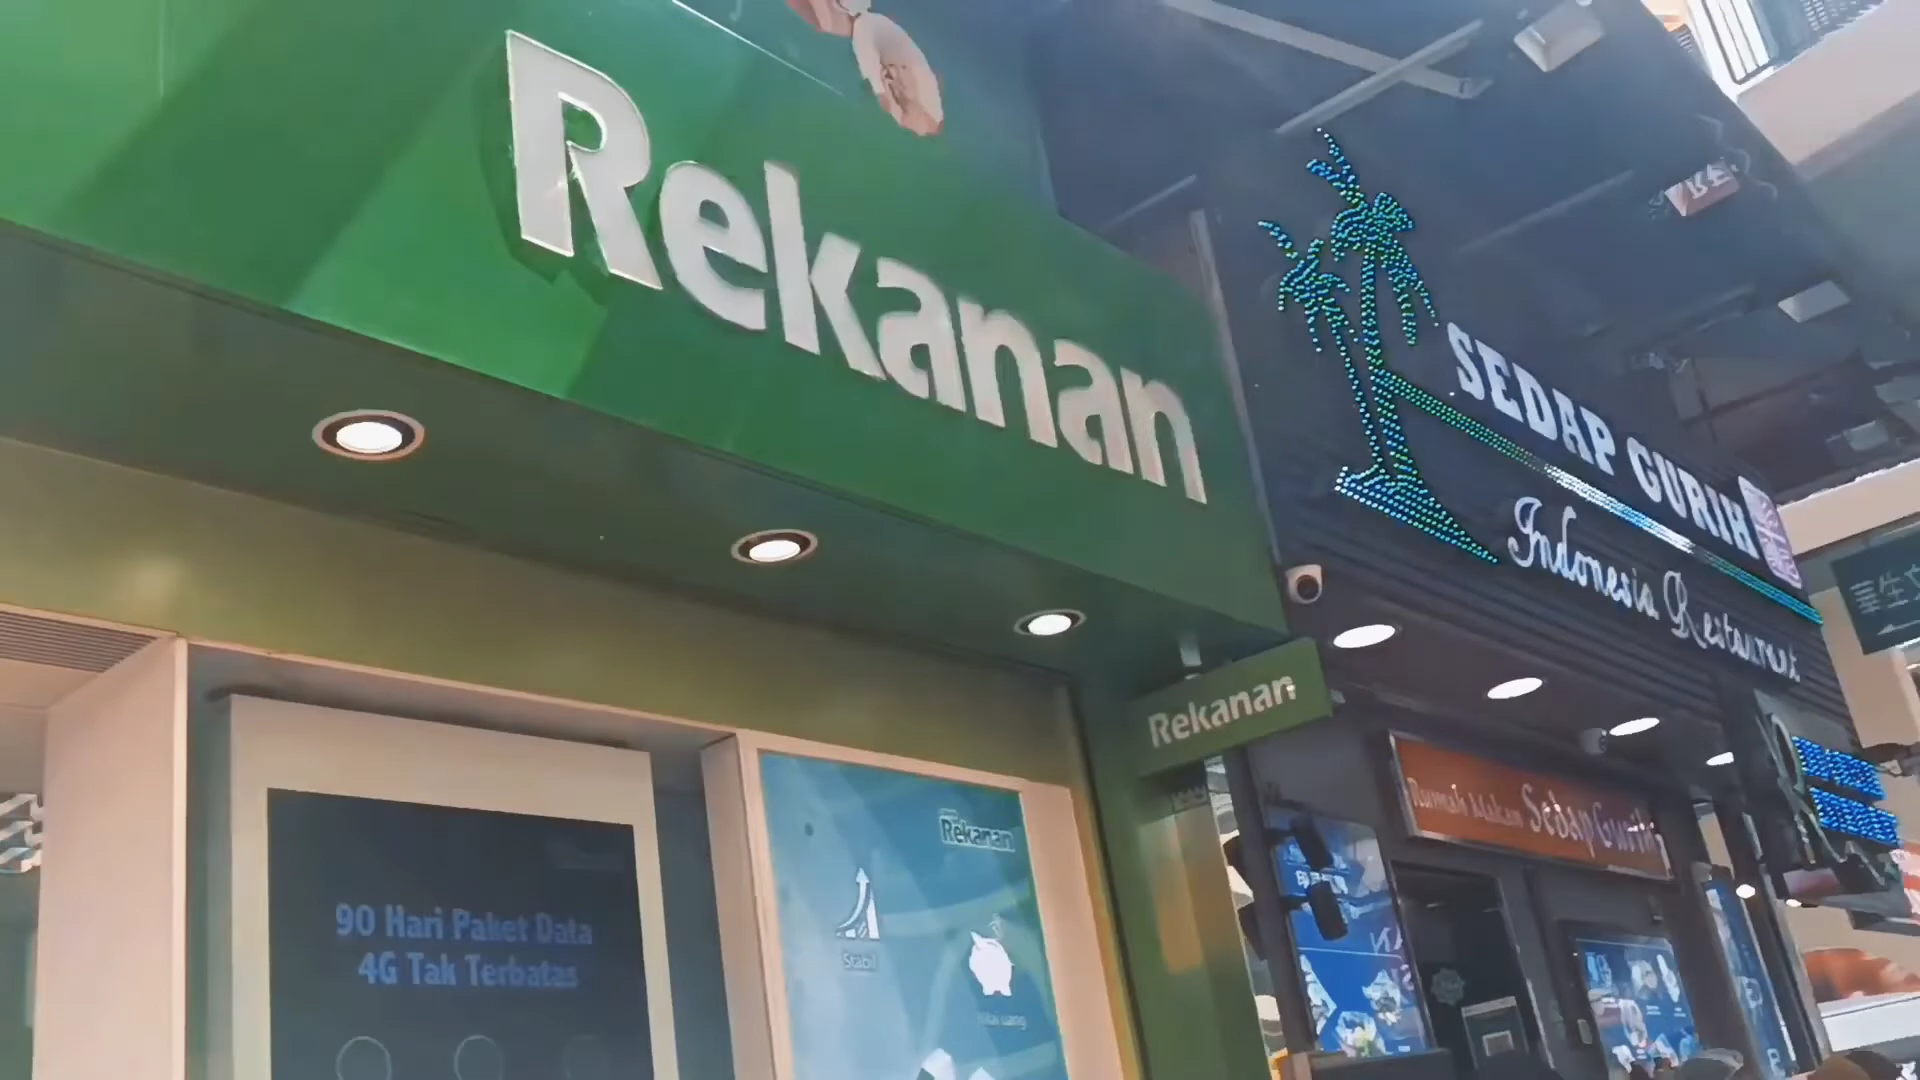 Rekanan
SEDAP GURIH
Indonesia Restaurant
Rekanan
Rumah Makan Sedap Gurih
Rekanan
90 Hari Paket Data
4G Tak Terbatas
Stabil